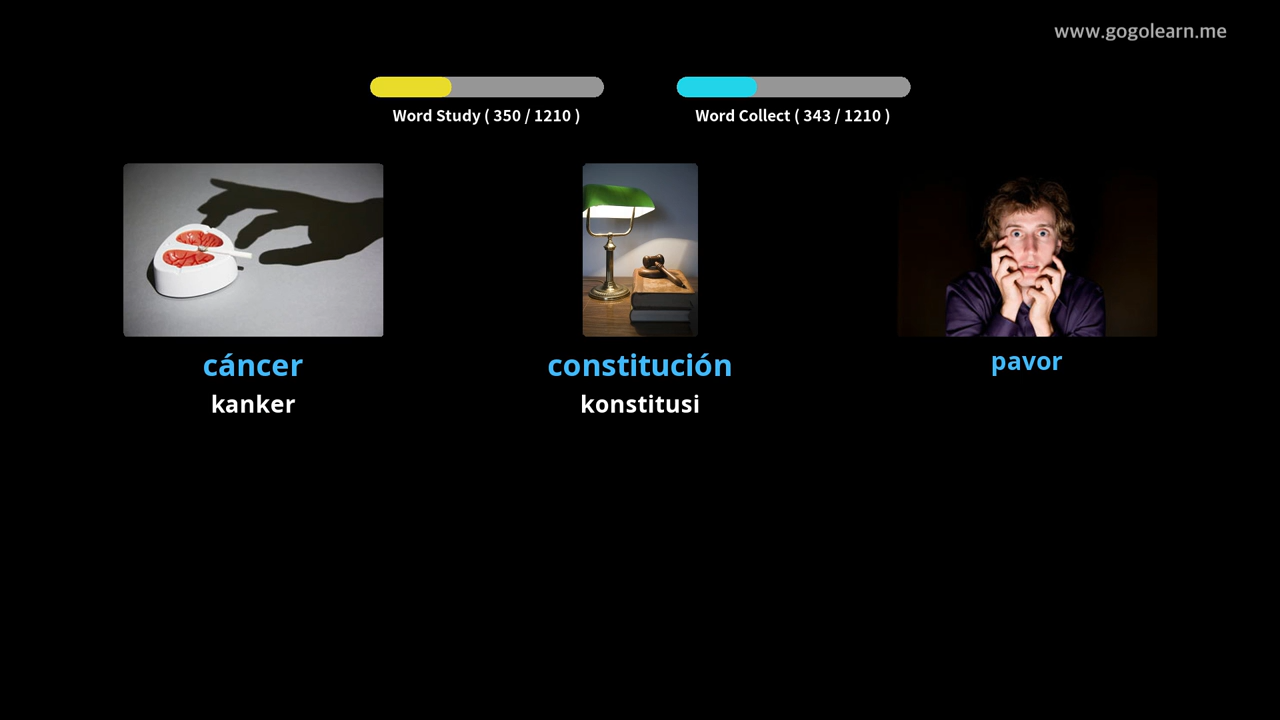 www.gogolearn.me
Word Study ( 350 / 1210 )
Word Collect ( 343 / 1210 )
cáncer
kanker
constitución
konstitusi
pavor